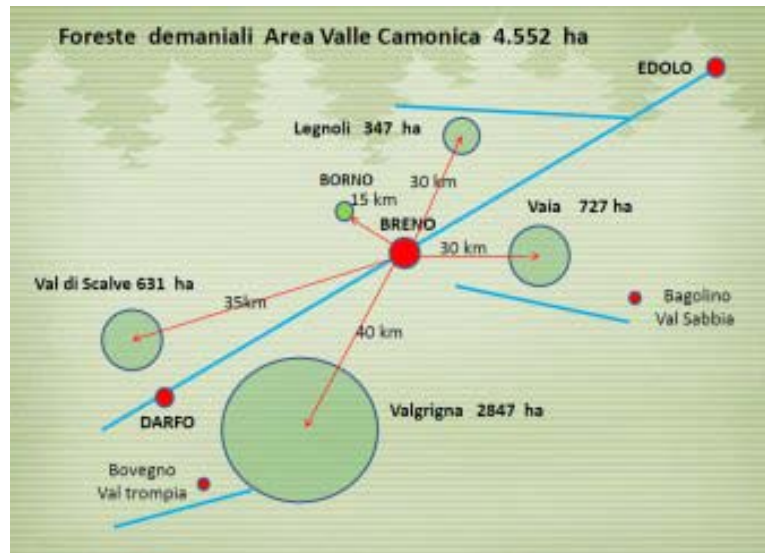 Foreste demaniali Area Valle Camonica 4.552 ha
EDOLO
Legnoli 347 ha
BORNO
30 km
15 km
Vaia 727 ha
BRENO
30 km
Val di Scalve 631 ha
35km
Bagolino
Val Sabbia
40 km
DARFO
Valgrigna 2847 ha
Bovegno
Val trompia